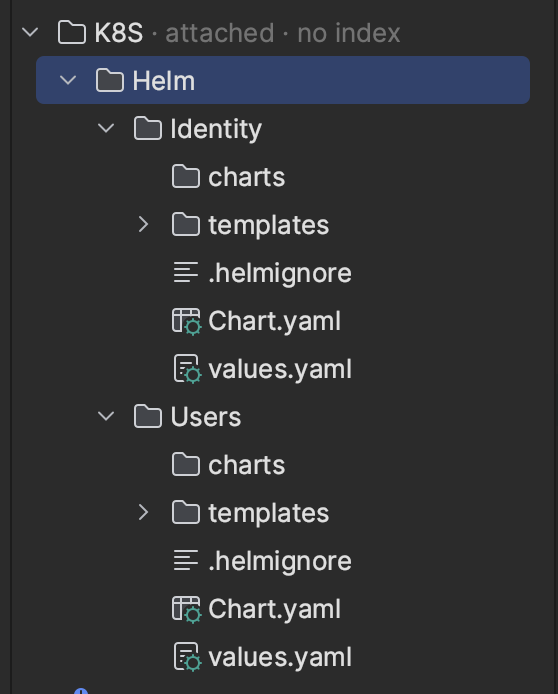 K8S · attached · no index
Helm
Identity
charts
templates
.helmignore
Chart.yaml
values.yaml
Users
charts
templates
.helmignore
Chart.yaml
values.yaml